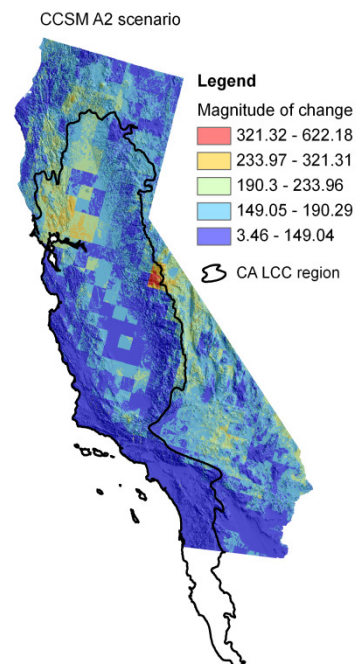 CCSM A2 scenario
Legend
Magnitude of change
321.32 - 622.18
233.97 - 321.31
190.3 - 233.96
149.05 - 190.29
3.46 - 149.04
CA LCC region